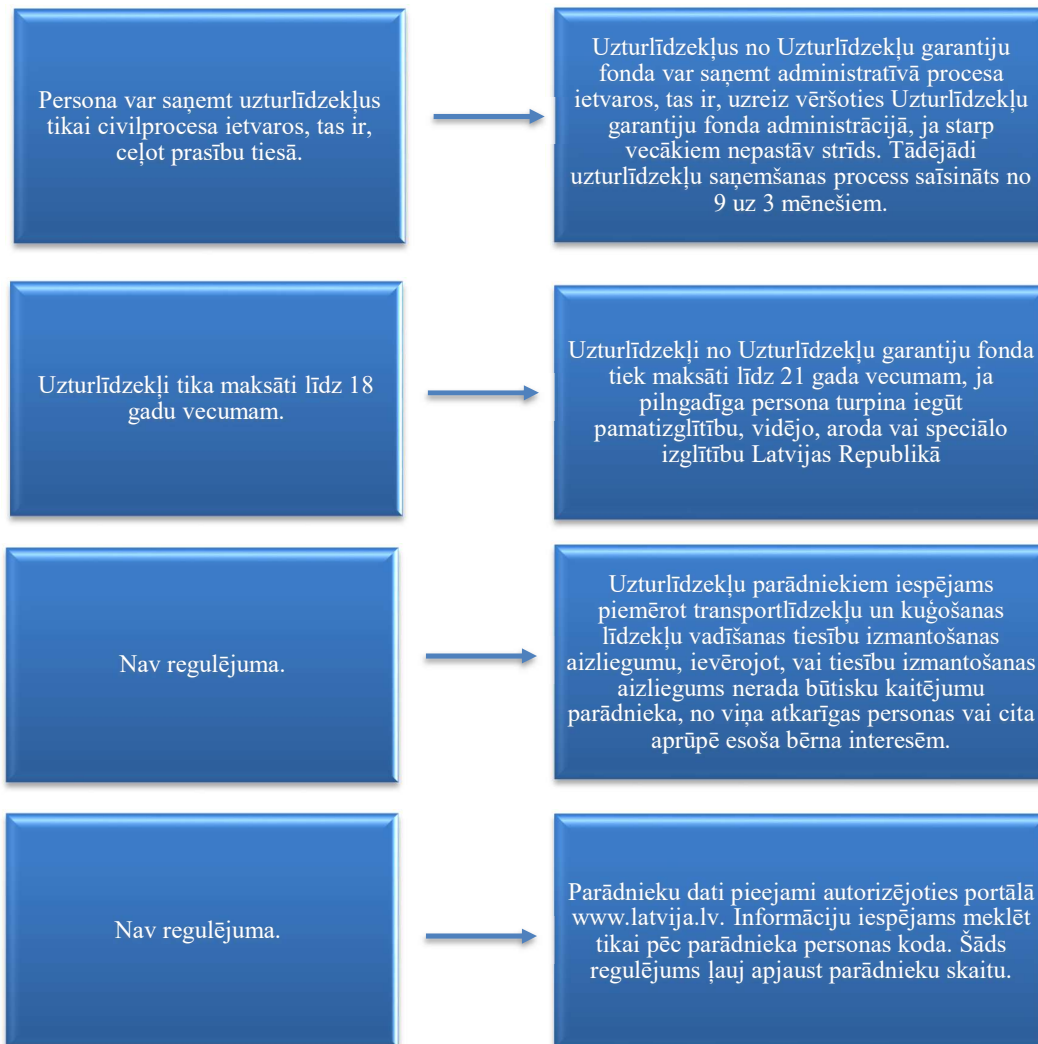 Persona var saņemt uzturlīdzekļus
tikai civilprocesa ietvaros, tas ir,
ceļot prasību tiesā.
Uzturlīdzekļus no Uzturlīdzekļu garantiju
fonda var saņemt administratīvā procesa
ietvaros, tas ir, uzreiz vēršoties Uzturlīdzekļu
garantiju fonda administrācijā, ja starp
vecākiem nepastāv strīds. Tādējādi
uzturlīdzekļu saņemšanas process saīsināts no
9 uz 3 mēnešiem.
Uzturlīdzekļi tika maksāti līdz 18
gadu vecumam.
Uzturlīdzekļi no Uzturlīdzekļu garantiju fonda
tiek maksāti līdz 21 gada vecumam, ja
pilngadīga persona turpina iegūt
pamatizglītību, vidējo, aroda vai speciālo
izglītību Latvijas Republikā
Nav regulējuma.
Uzturlīdzekļu parādniekiem iespējams
piemērot transportlīdzekļu un kuģošanas
līdzekļu vadīšanas tiesību izmantošanas
aizliegumu, ievērojot, vai tiesību izmantošanas
aizliegums nerada būtisku kaitējumu
parādnieka, no viņa atkarīgas personas vai cita
aprūpē esoša bērna interesēm.
Nav regulējuma.
Parādnieku dati pieejami autorizējoties portālā
www.latvija.lv. Informāciju iespējams meklēt
tikai pēc parādnieka personas koda. Šāds
regulējums ļauj apjaust parādnieku skaitu.